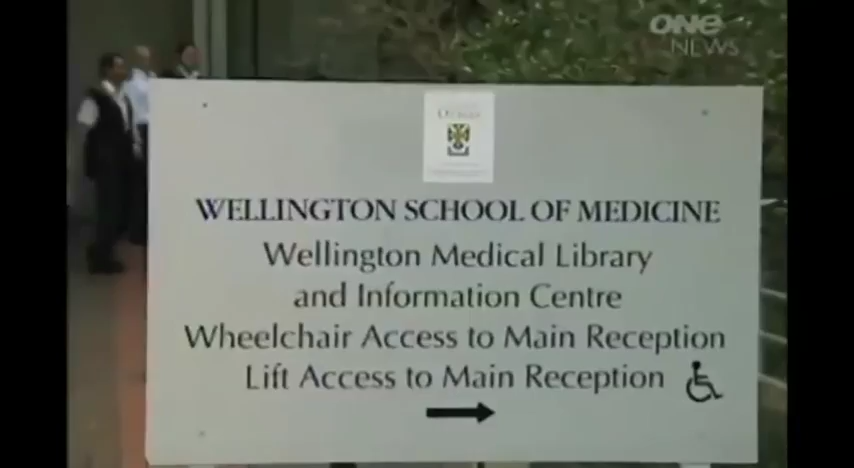 ONE
NEWS
WELLINGTON SCHOOL OF MEDICINE
Wellington Medical Library
and Information Centre
Wheelchair Access to Main Reception
Lift Access to Main Reception